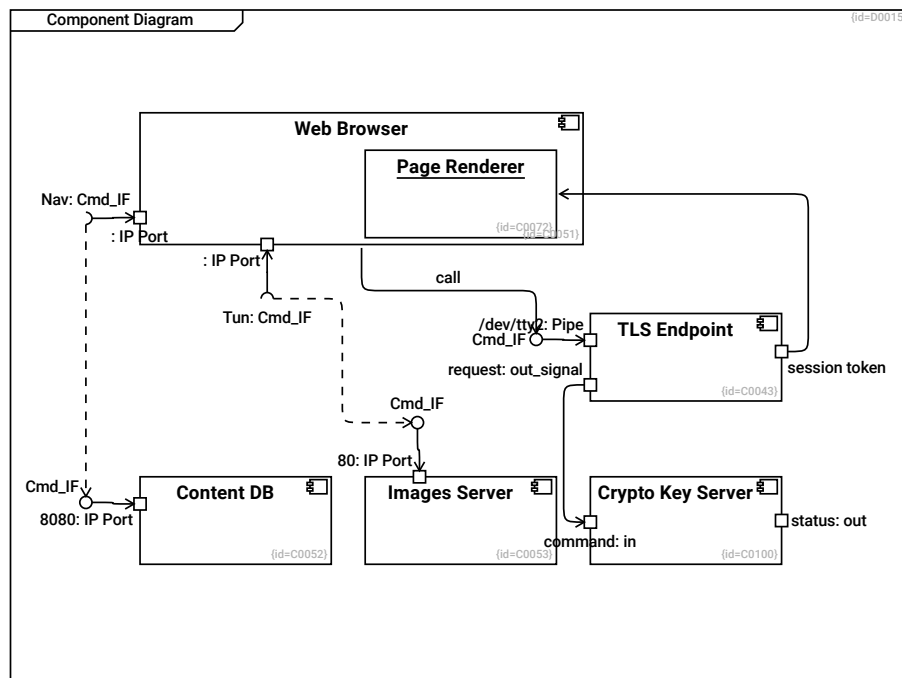 Component Diagram
{id=D0015
Web Browser
Page Renderer
Nav: Cmd_IF
{id=C0072}
{id=C0051}
: IP Port
: IP Port
call
Tun: Cmd_IF
/dev/tty2: Pipe
TLS Endpoint
Cmd_IF
request: out_signal
session token
{id=C0043}
Cmd_IF
80: IP Port
Cmd_IF
Content DB
Images Server
Crypto Key Server
8080: IP Port
status: out
command: in
{id=C0052}
{id=C0053}
{id=C0100}